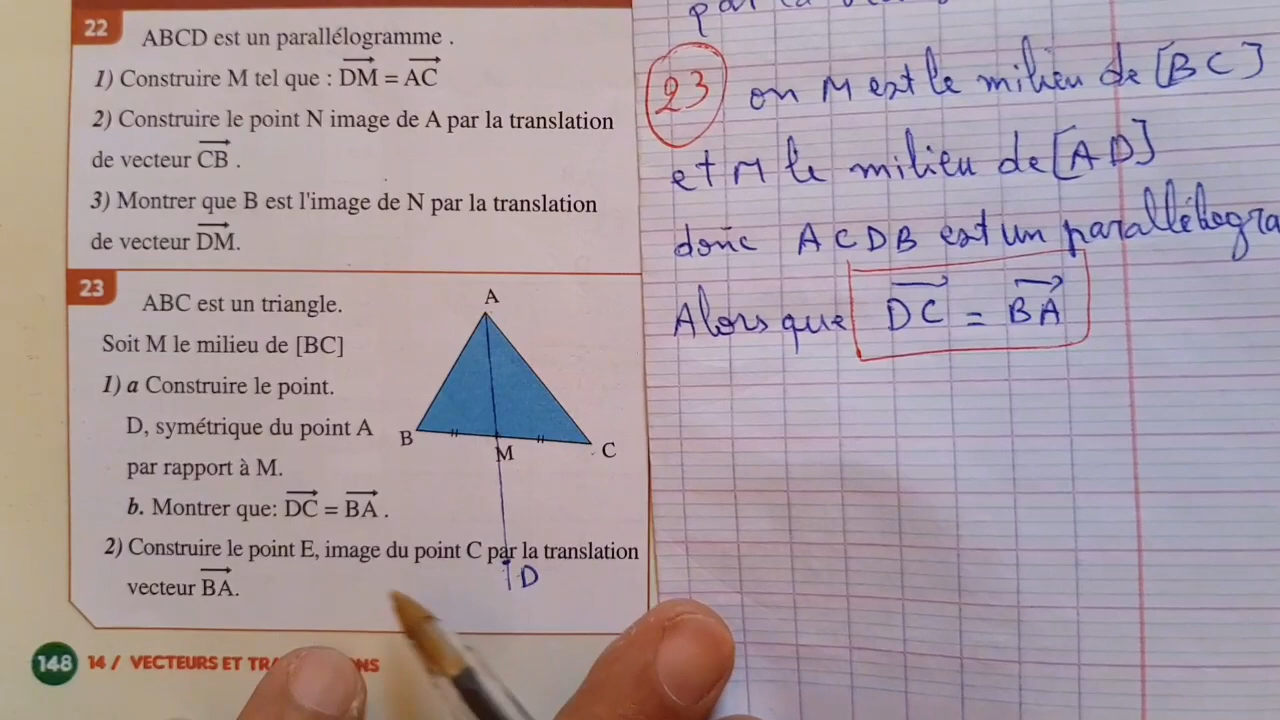 22
ABCD est un parallélogramme .
1) Construire M tel que : DM = AC
2) Construire le point N image de A par la translation
de vecteur CB .
3) Montrer que B est l'image de N par la translation
de vecteur DM.
23
ABC est un triangle.
Soit M le milieu de [BC]
1) a Construire le point.
D, symétrique du point A
par rapport à M.
b. Montrer que: DC = BA .
2) Construire le point E, image du point C par la translation
vecteur BA.
A
B
M
C
D
148 14 / VECTEURS ET
par la
23 on M est le milieu de [BC]
et M le milieu de [AD]
donc ACDB est un parallélogra
Alors que DC = BA